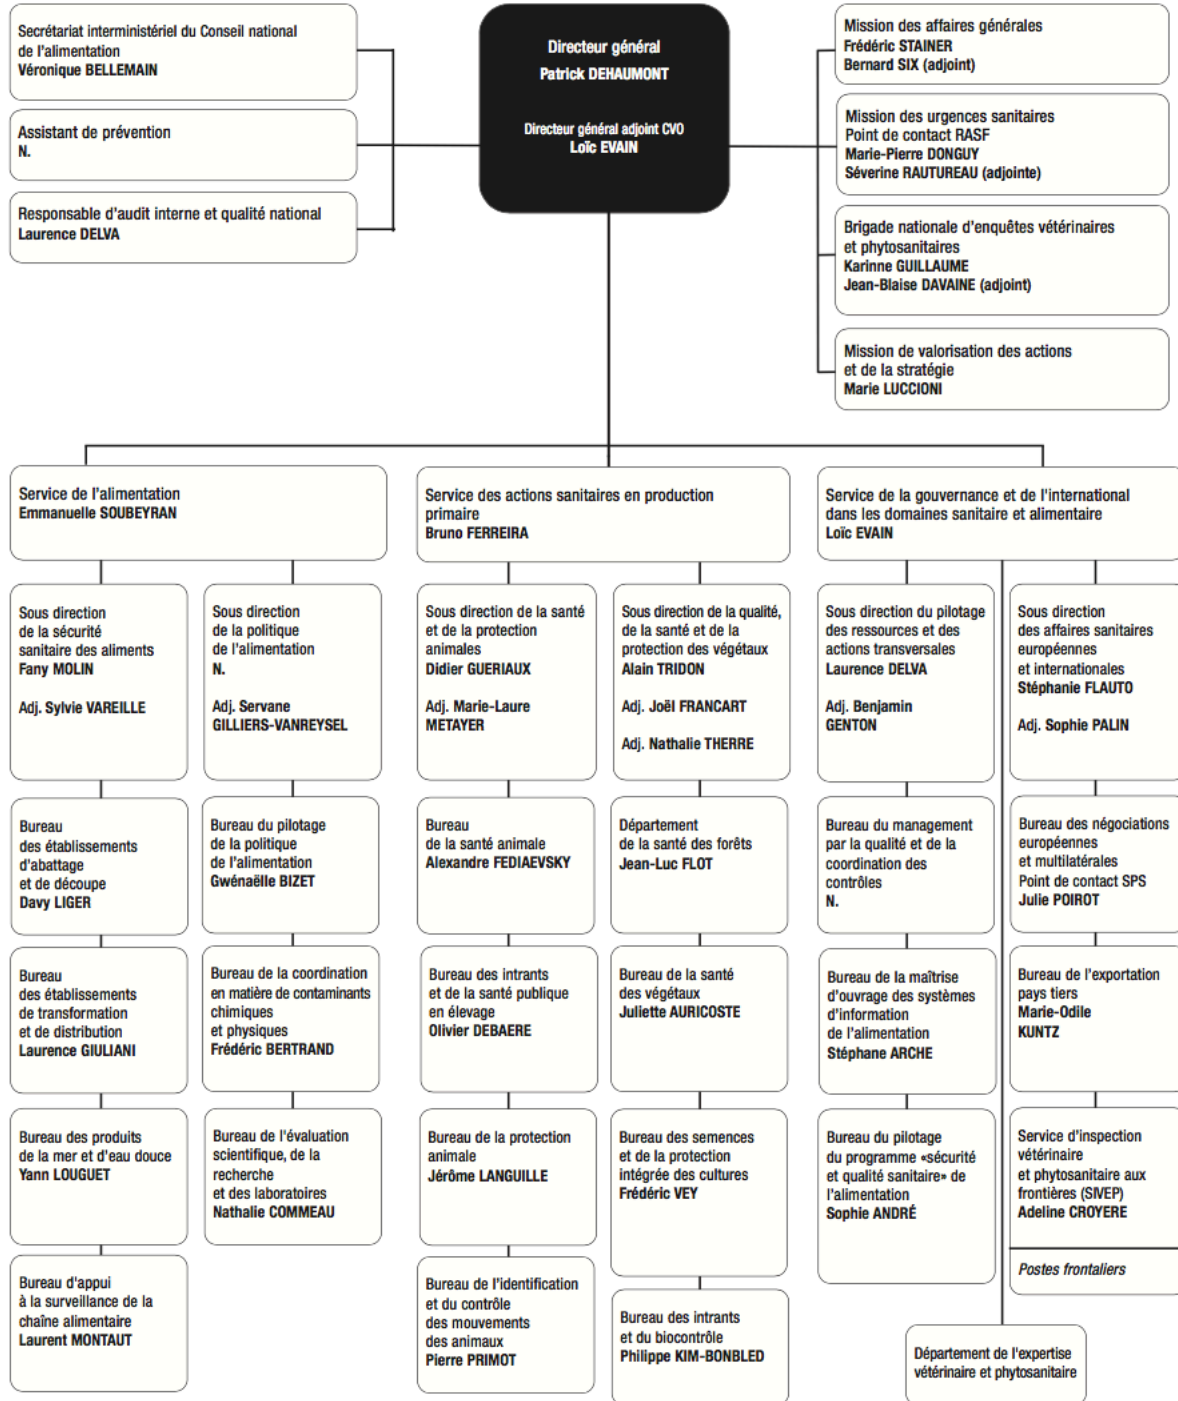 Secrétariat interministériel du Conseil national
de l'alimentation
Véronique BELLEMAIN
Assistant de prévention
N.
Responsable d'audit interne et qualité national
Laurence DELVA
Directeur général
Patrick DEHAUMONT
Directeur général adjoint CVO
Loïc EVAIN
Mission des affaires générales
Frédéric STAINER
Bernard SIX (adjoint)
Mission des urgences sanitaires
Point de contact RASF
Marie-Pierre DONGUY
Séverine RAUTUREAU (adjointe)
Brigade nationale d'enquêtes vétérinaires
et phytosanitaires
Karinne GUILLAUME
Jean-Blaise DAVAINE (adjoint)
Mission de valorisation des actions
et de la stratégie
Marie LUCCIONI
Service de l'alimentation
Emmanuelle SOUBEYRAN
Sous direction
de la sécurité
sanitaire des aliments
Fany MOLIN
Adj. Sylvie VAREILLE
Bureau
des établissements
d'abattage
et de découpe
Davy LIGER
Bureau
des établissements
de transformation
et de distribution
Laurence GIULIANI
Bureau des produits
de la mer et d'eau douce
Yann LOUGUET
Bureau d'appui
à la surveillance de la
chaîne alimentaire
Laurent MONTAUT
Sous direction
de la politique
de l'alimentation
N.
Adj. Servane
GILLIERS-VANREYSEL
Bureau du pilotage
de la politique
de l'alimentation
Gwénaëlle BIZET
Bureau de la coordination
en matière de contaminants
chimiques
et physiques
Frédéric BERTRAND
Bureau de l'évaluation
scientifique, de la
recherche
et des laboratoires
Nathalie COMMEAU
Service des actions sanitaires en production
primaire
Bruno FERREIRA
Sous direction de la santé
et de la protection
animales
Didier GUERIAUX
Adj. Marie-Laure
METAYER
Bureau
de la santé animale
Alexandre FEDIAEVSKY
Bureau des intrants
et de la santé publique
en élevage
Olivier DEBAERE
Bureau de la protection
animale
Jérôme LANGUILLE
Bureau de l'identification
et du contrôle
des mouvements
des animaux
Pierre PRIMOT
Sous direction de la qualité,
de la santé et de la
protection des végétaux
Alain TRIDON
Adj. Joël FRANCART
Adj. Nathalie THERRE
Département
de la santé des forêts
Jean-Luc FLOT
Bureau de la santé
des végétaux
Juliette AURICOSTE
Bureau des semences
et de la protection
intégrée des cultures
Frédéric VEY
Bureau des intrants
et du biocontrôle
Philippe KIM-BONBLED
Service de la gouvernance et de l'international
dans les domaines sanitaire et alimentaire
Loïc EVAIN
Sous direction du pilotage
des ressources et des
actions transversales
Laurence DELVA
Adj. Benjamin
GENTON
Bureau du management
par la qualité et de la
coordination des
contrôles
N.
Bureau de la maîtrise
d'ouvrage des systèmes
d'information
de l'alimentation
Stéphane ARCHE
Bureau du pilotage
du programme «sécurité
et qualité sanitaire» de
l'alimentation
Sophie ANDRÉ
Sous direction
des affaires sanitaires
européennes
et internationales
Stéphanie FLAUTO
Adj. Sophie PALIN
Bureau des négociations
européennes
et multilatérales
Point de contact SPS
Julie POIROT
Bureau de l'exportation
pays tiers
Marie-Odile
KUNTZ
Service d'inspection
vétérinaire
et phytosanitaire aux
frontières (SIVEP)
Adeline CROYERE
Postes frontaliers
Département de l'expertise
vétérinaire et phytosanitaire